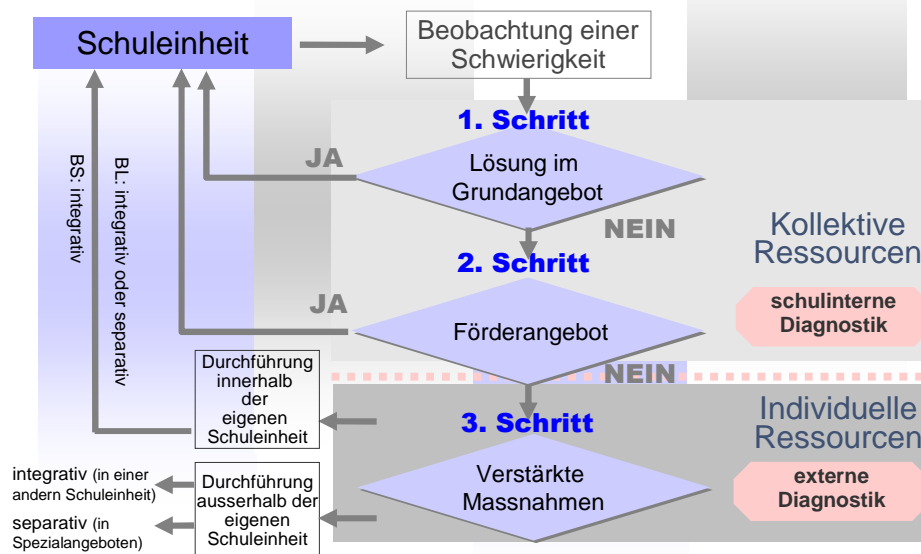 Schuleinheit
Beobachtung einer
Schwierigkeit
1. Schritt
JA
Lösung im
Grundangebot
NEIN
BS: integrativ
BL: integrativ oder separativ
Kollektive
Ressourcen
2. Schritt
JA
Förderangebot
schulinterne
Diagnostik
NEIN
Durchführung
innerhalb
der
eigenen
Schuleinheit
3. Schritt
Individuelle
Ressourcen
Verstärkte
Massnahmen
externe
Diagnostik
integrativ (in einer
andern Schuleinheit)
separativ (in
Spezialangeboten)
Durchführung
ausserhalb der
eigenen
Schuleinheit